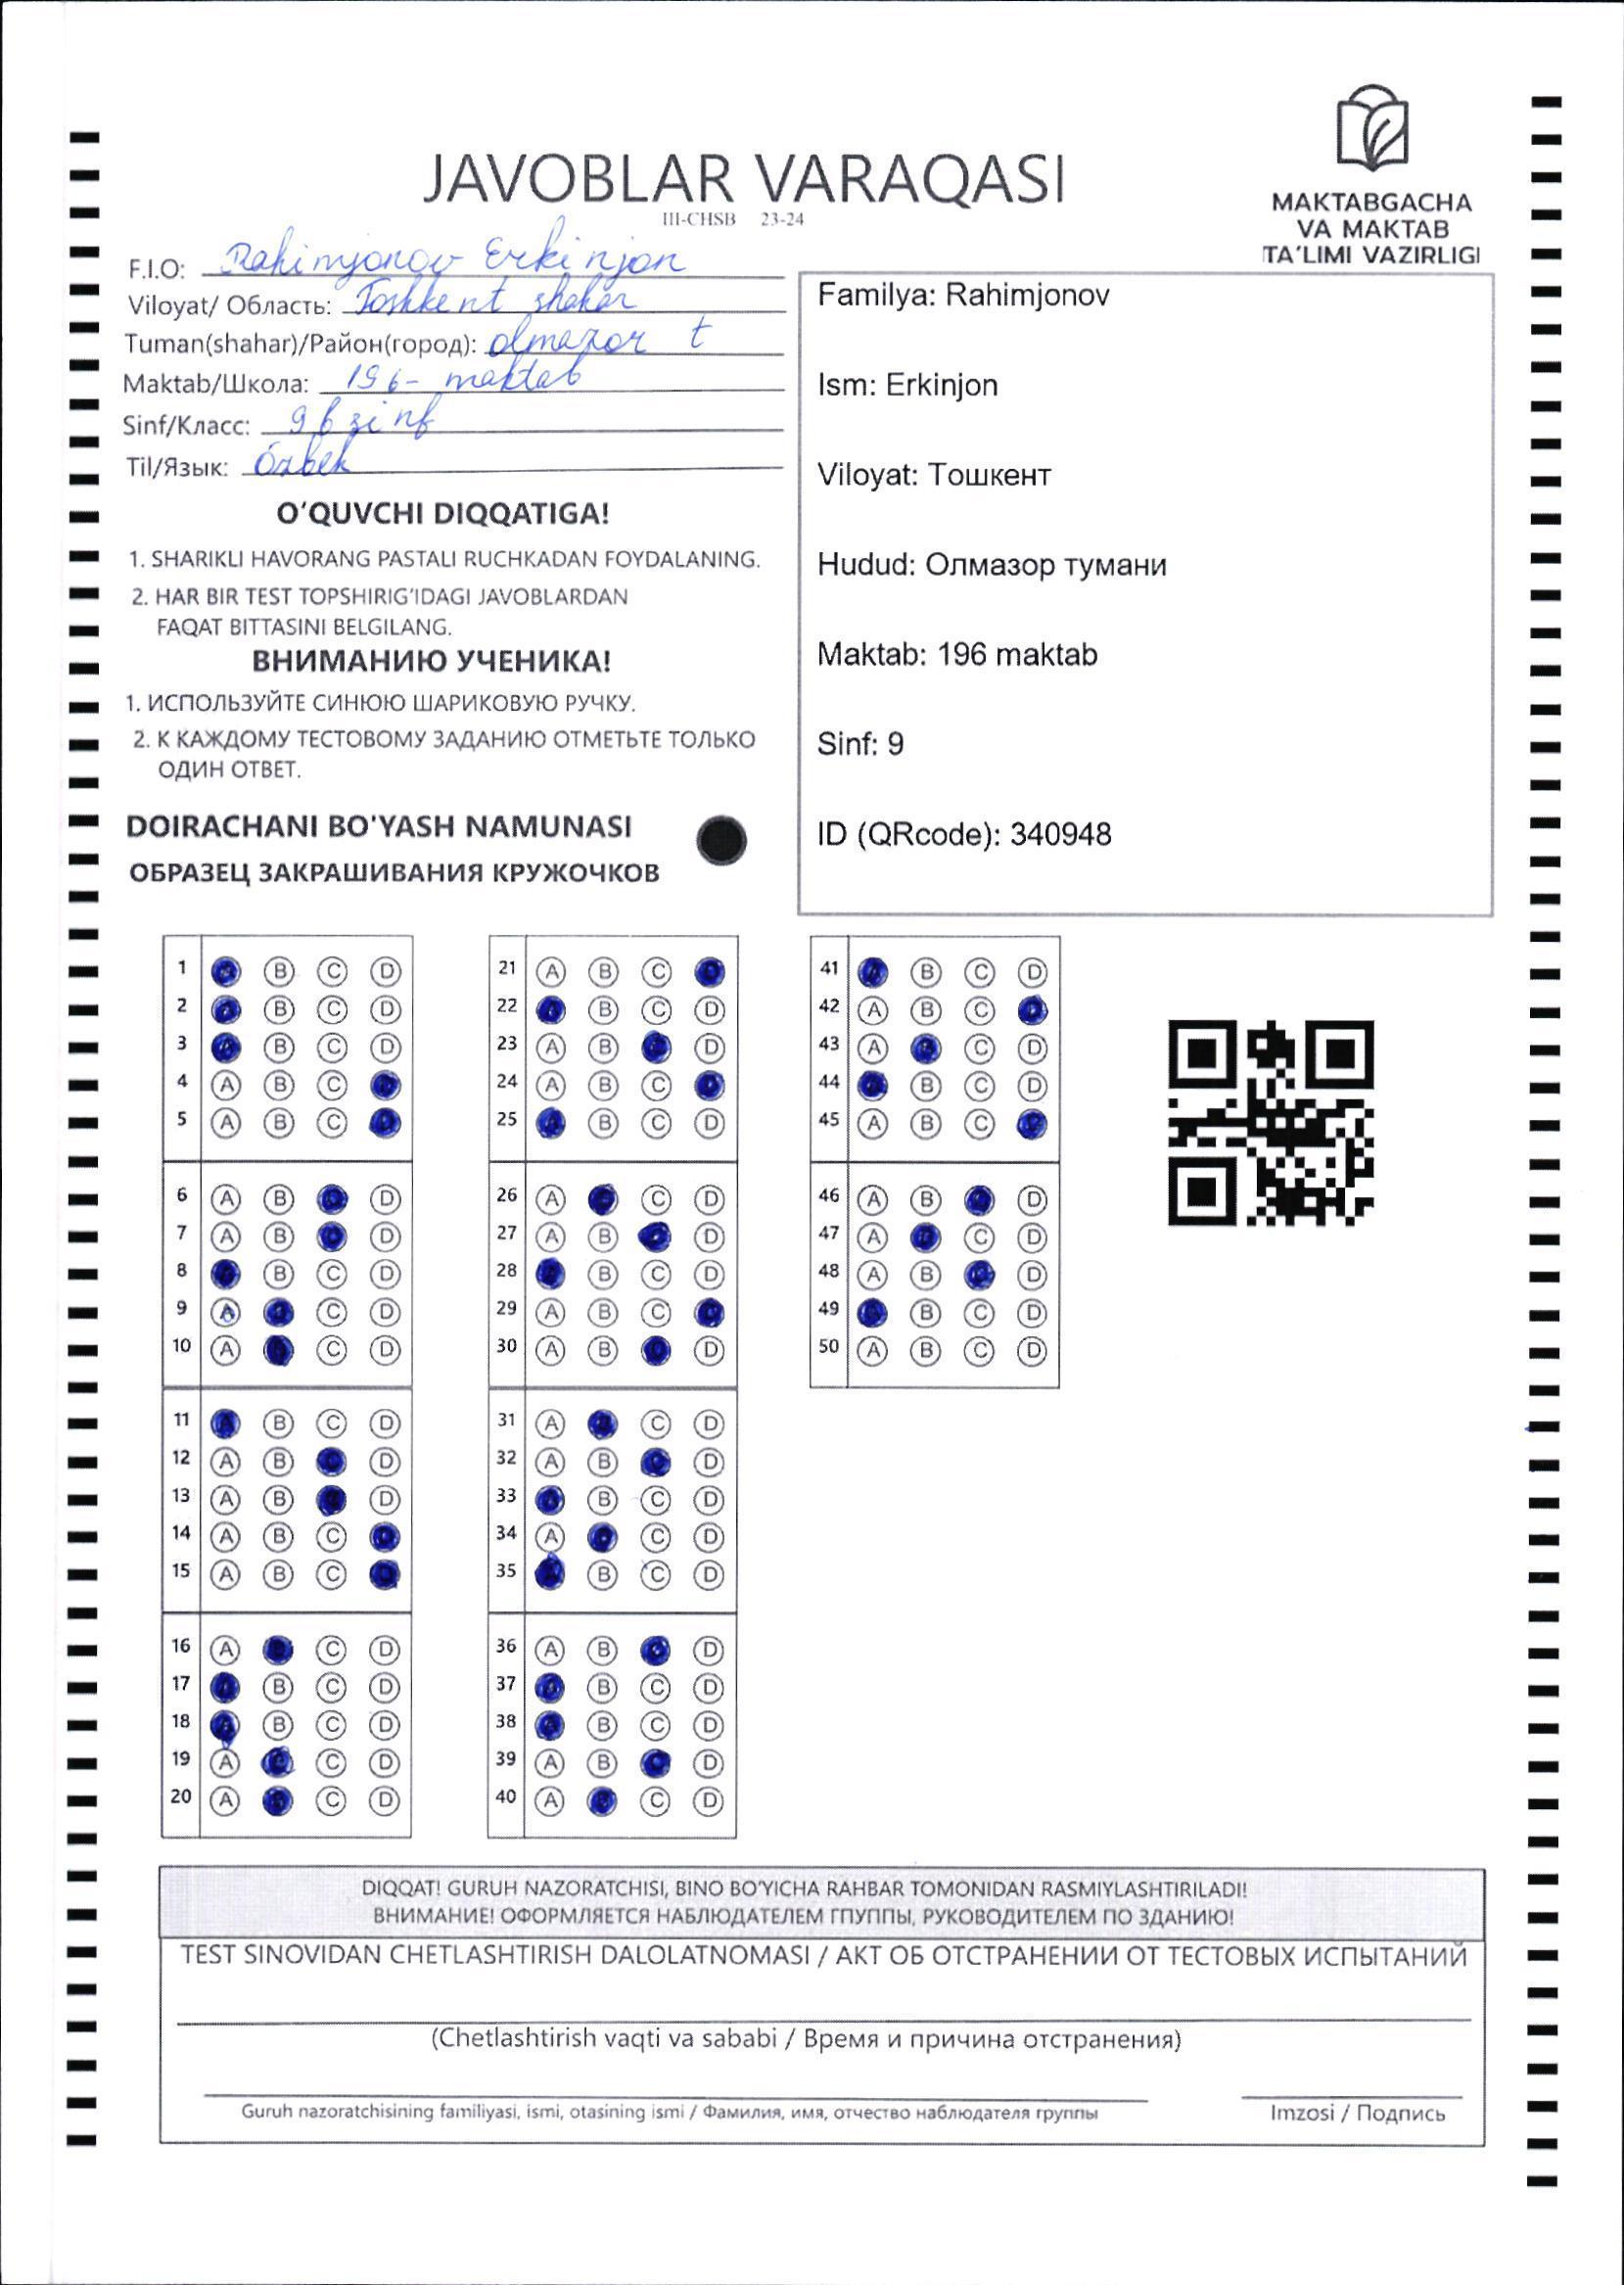 JAVOBLAR VARAQASI
III-CHSB 23-24
MAKTABGACHA
VA MAKTAB
TA'LIMI VAZIRLIGI
F.I.O: Rahimjonov Erkinjon
Viloyat/ Область: Toshkent shahar
Tuman(shahar)/Район(город): olmazor t
Maktab/Школа: 196- maktab
Sinf/Класс: 9 b sinf
Til/Язык: Ózbek
O'QUVCHI DIQQATIGA!
1. SHARIKLI HAVORANG PASTALI RUCHKADAN FOYDALANING.
2. HAR BIR TEST TOPSHIRIG'IDAGI JAVOBLARDAN
FAQAT BITTASINI BELGILANG.
ВНИМАНИЮ УЧЕНИКА!
1. ИСПОЛЬЗУЙТЕ СИНЮЮ ШАРИКОВУЮ РУЧКУ.
2. К КАЖДОМУ ТЕСТОВОМУ ЗАДАНИЮ ОТМЕТЬТЕ ТОЛЬКО
ОДИН ОТВЕТ.
DOIRACHANI BO'YASH NAMUNASI
ОБРАЗЕЦ ЗАКРАШИВАНИЯ КРУЖОЧКОВ
Familya: Rahimjonov
Ism: Erkinjon
Viloyat: Тошкент
Hudud: Олмазор тумани
Maktab: 196 maktab
Sinf: 9
ID (QRcode): 340948
1 B C D
2 B C D
3 B C D
4 A B C
5 A B C
6 A B D
7 A B D
8 B C D
9 A C D
10 A C D
11 B C D
12 A B D
13 A B D
14 A B C
15 A B C
16 A C D
17 B C D
18 B C D
19 A C D
20 A C D
21 A B C
22 B C D
23 A B D
24 A B C
25 B C D
26 A C D
27 A B D
28 B C D
29 A B C
30 A B D
31 A C D
32 A B D
33 B C D
34 A C D
35 B C D
36 A B D
37 B C D
38 B C D
39 A B D
40 A C D
41 B C D
42 A B C
43 A C D
44 B C D
45 A B C
46 A B D
47 A C D
48 A B D
49 B C D
50 A B C D
DIQQAT! GURUH NAZORATCHISI, BINO BO'YICHA RAHBAR TOMONIDAN RASMIYLASHTIRILADI!
ВНИМАНИЕ! ОФОРМЛЯЕТСЯ НАБЛЮДАТЕЛЕМ ГПУППЫ, РУКОВОДИТЕЛЕМ ПО ЗДАНИЮ!
TEST SINOVIDAN CHETLASHTIRISH DALOLATNOMASI / АКТ ОБ ОТСТРАНЕНИИ ОТ ТЕСТОВЫХ ИСПЫТАНИЙ
(Chetlashtirish vaqti va sababi / Время и причина отстранения)
Guruh nazoratchisining familiyasi, ismi, otasining ismi / Фамилия, имя, отчество наблюдателя группы
Imzosi / Подпись